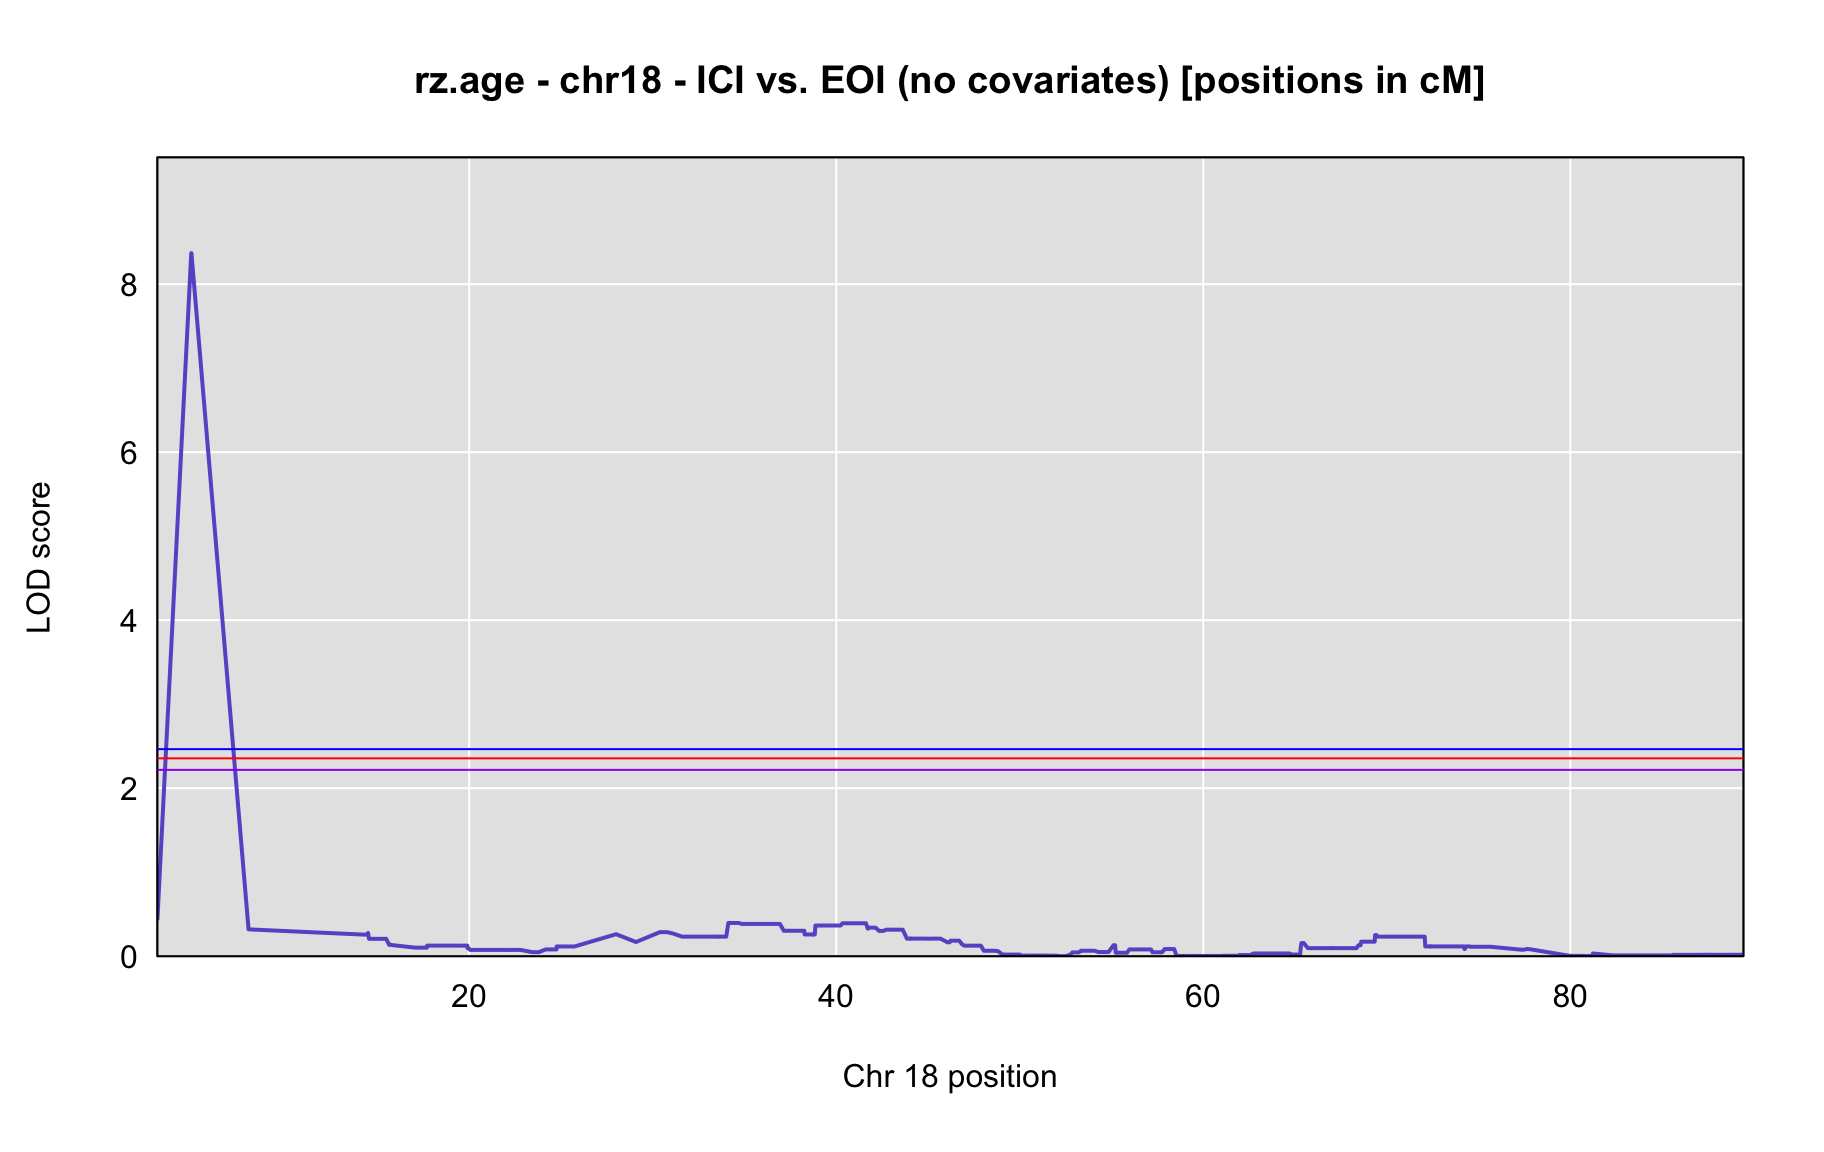 rz.age - chr18 - ICI vs. EOI (no covariates) [positions in cM]
8
6
4
2
0
LOD score
20 40 60 80
Chr 18 position